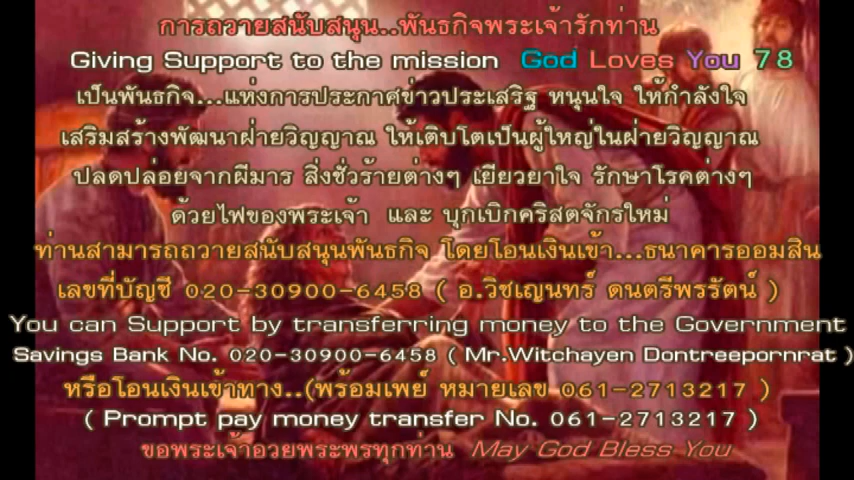 การถวายสนับสนุน..พันธกิจพระเจ้ารักท่าน
Giving Support to the mission God Loves You 78
เป็นพันธกิจ...แห่งการประกาศข่าวประเสริฐ หนุนใจ ให้กำลังใจ
เสริมสร้างพัฒนาฝ่ายวิญญาณ ให้เติบโตเป็นผู้ใหญ่ในฝ่ายวิญญาณ
ปลดปล่อยจากผีมาร สิ่งชั่วร้ายต่างๆ เยียวยาใจ รักษาโรคต่างๆ
ด้วยไฟของพระเจ้า และ บุกเบิกคริสตจักรใหม่
ท่านสามารถถวายสนับสนุนพันธกิจ โดยโอนเงินเข้า...ธนาคารออมสิน
เลขที่บัญชี 020-30900-6458 ( อ.วิชเญนทร์ ดนตรีพรรัตน์ )
You can Support by transferring money to the Government
Savings Bank No. 020-30900-6458 ( Mr.Witchayen Dontreepornrat )
หรือโอนเงินเข้าทาง..(พร้อมเพย์ หมายเลข 061-2713217 )
( Prompt pay money transfer No. 061-2713217 )
ขอพระเจ้าอวยพระพรทุกท่าน May God Bless You